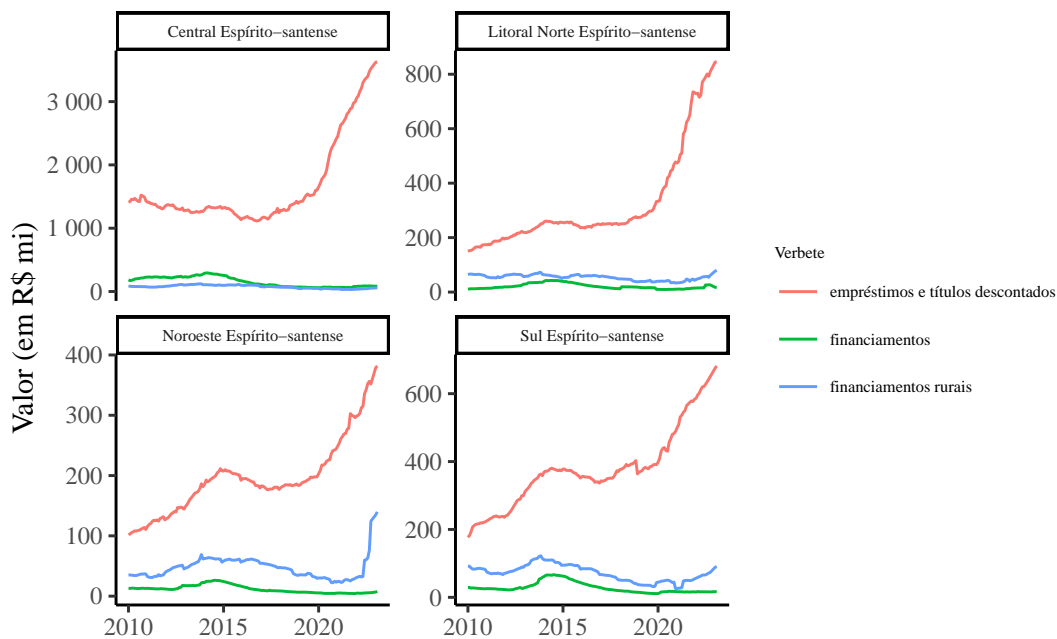 Central Espírito−santense
Litoral Norte Espírito−santense
3 000
2 000
1 000
0
800
600
400
200
0
Noroeste Espírito−santense
Sul Espírito−santense
400
300
200
100
0
600
400
200
0
2010 2015 2020
2010 2015 2020
Valor (em R$ mi)
Verbete
empréstimos e títulos descontados
financiamentos
financiamentos rurais